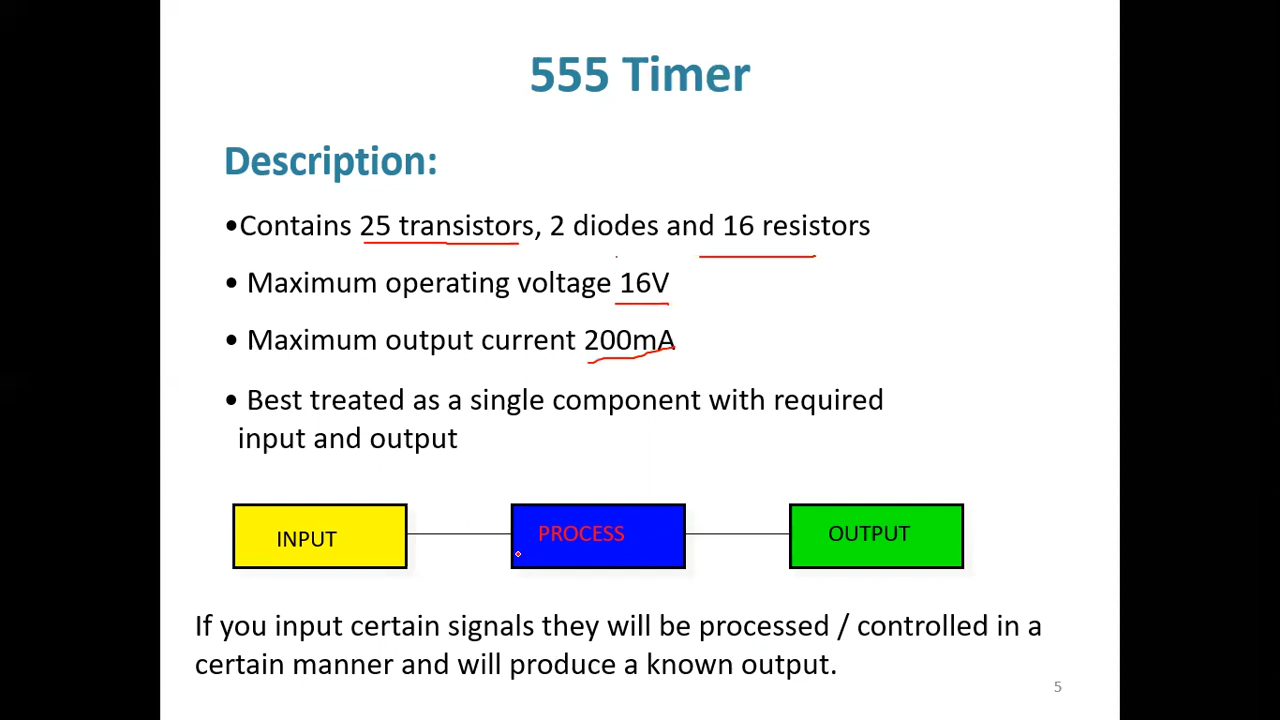 555 Timer
Description:
•Contains 25 transistors, 2 diodes and 16 resistors
• Maximum operating voltage 16V
• Maximum output current 200mA
• Best treated as a single component with required
input and output
INPUT
PROCESS
OUTPUT
If you input certain signals they will be processed / controlled in a
certain manner and will produce a known output.
5